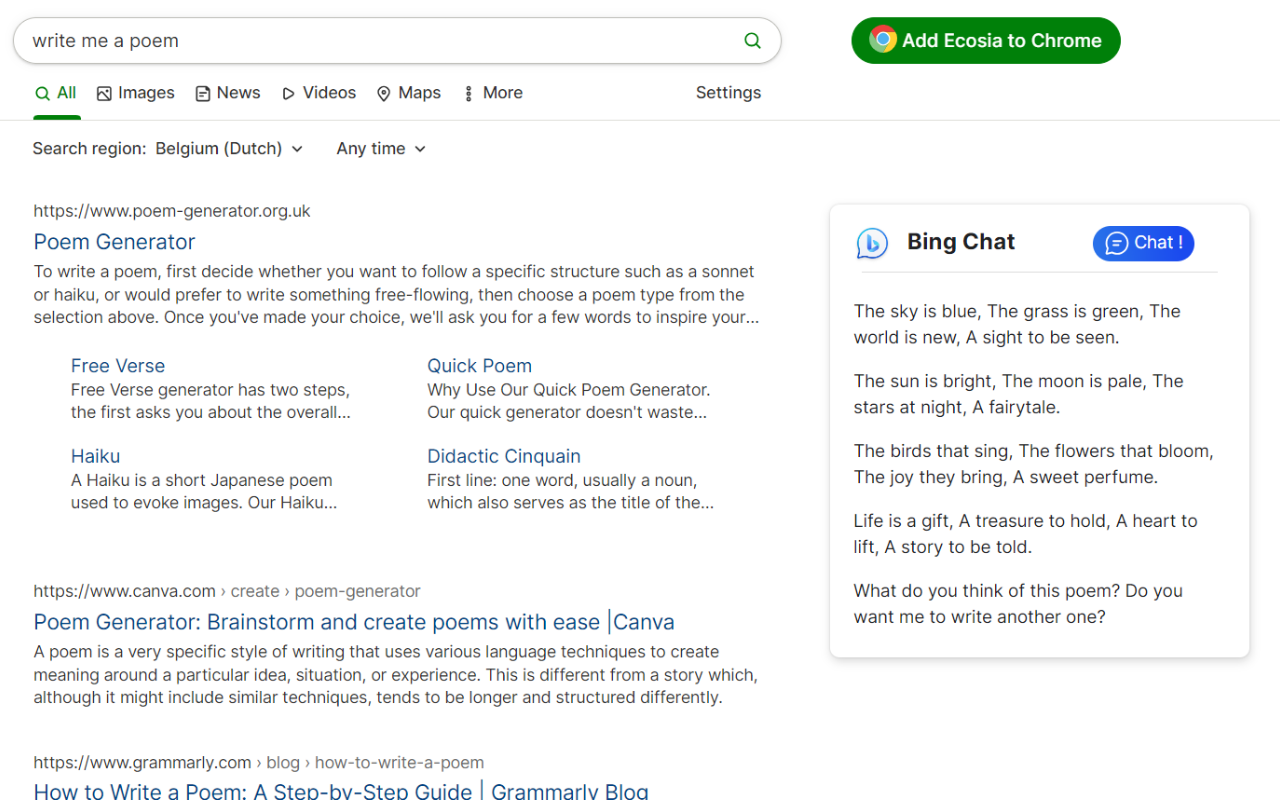 write me a poem
Add Ecosia to Chrome
All
Images
News
Videos
Maps
More
Settings
Search region: Belgium (Dutch)
Any time
https://www.poem-generator.org.uk
Poem Generator
To write a poem, first decide whether you want to follow a specific structure such as a sonnet
or haiku, or would prefer to write something free-flowing, then choose a poem type from the
selection above. Once you've made your choice, we'll ask you for a few words to inspire your...
Free Verse
Free Verse generator has two steps,
the first asks you about the overall...
Quick Poem
Why Use Our Quick Poem Generator.
Our quick generator doesn't waste...
Haiku
A Haiku is a short Japanese poem
used to evoke images. Our Haiku...
Didactic Cinquain
First line: one word, usually a noun,
which also serves as the title of the...
https://www.canva.com › create › poem-generator
Poem Generator: Brainstorm and create poems with ease |Canva
A poem is a very specific style of writing that uses various language techniques to create
meaning around a particular idea, situation, or experience. This is different from a story which,
although it might include similar techniques, tends to be longer and structured differently.
https://www.grammarly.com › blog › how-to-write-a-poem
How to Write a Poem: A Step-by-Step Guide | Grammarly Blog
Bing Chat
Chat !
The sky is blue, The grass is green, The
world is new, A sight to be seen.
The sun is bright, The moon is pale, The
stars at night, A fairytale.
The birds that sing, The flowers that bloom,
The joy they bring, A sweet perfume.
Life is a gift, A treasure to hold, A heart to
lift, A story to be told.
What do you think of this poem? Do you
want me to write another one?